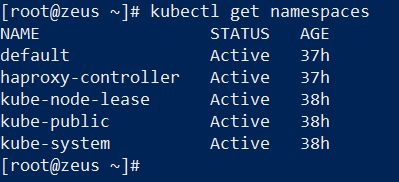 [root@zeus ~]# kubectl get namespaces
NAME                 STATUS   AGE
default              Active   37h
haproxy-controller   Active   37h
kube-node-lease      Active   38h
kube-public          Active   38h
kube-system          Active   38h
[root@zeus ~]#